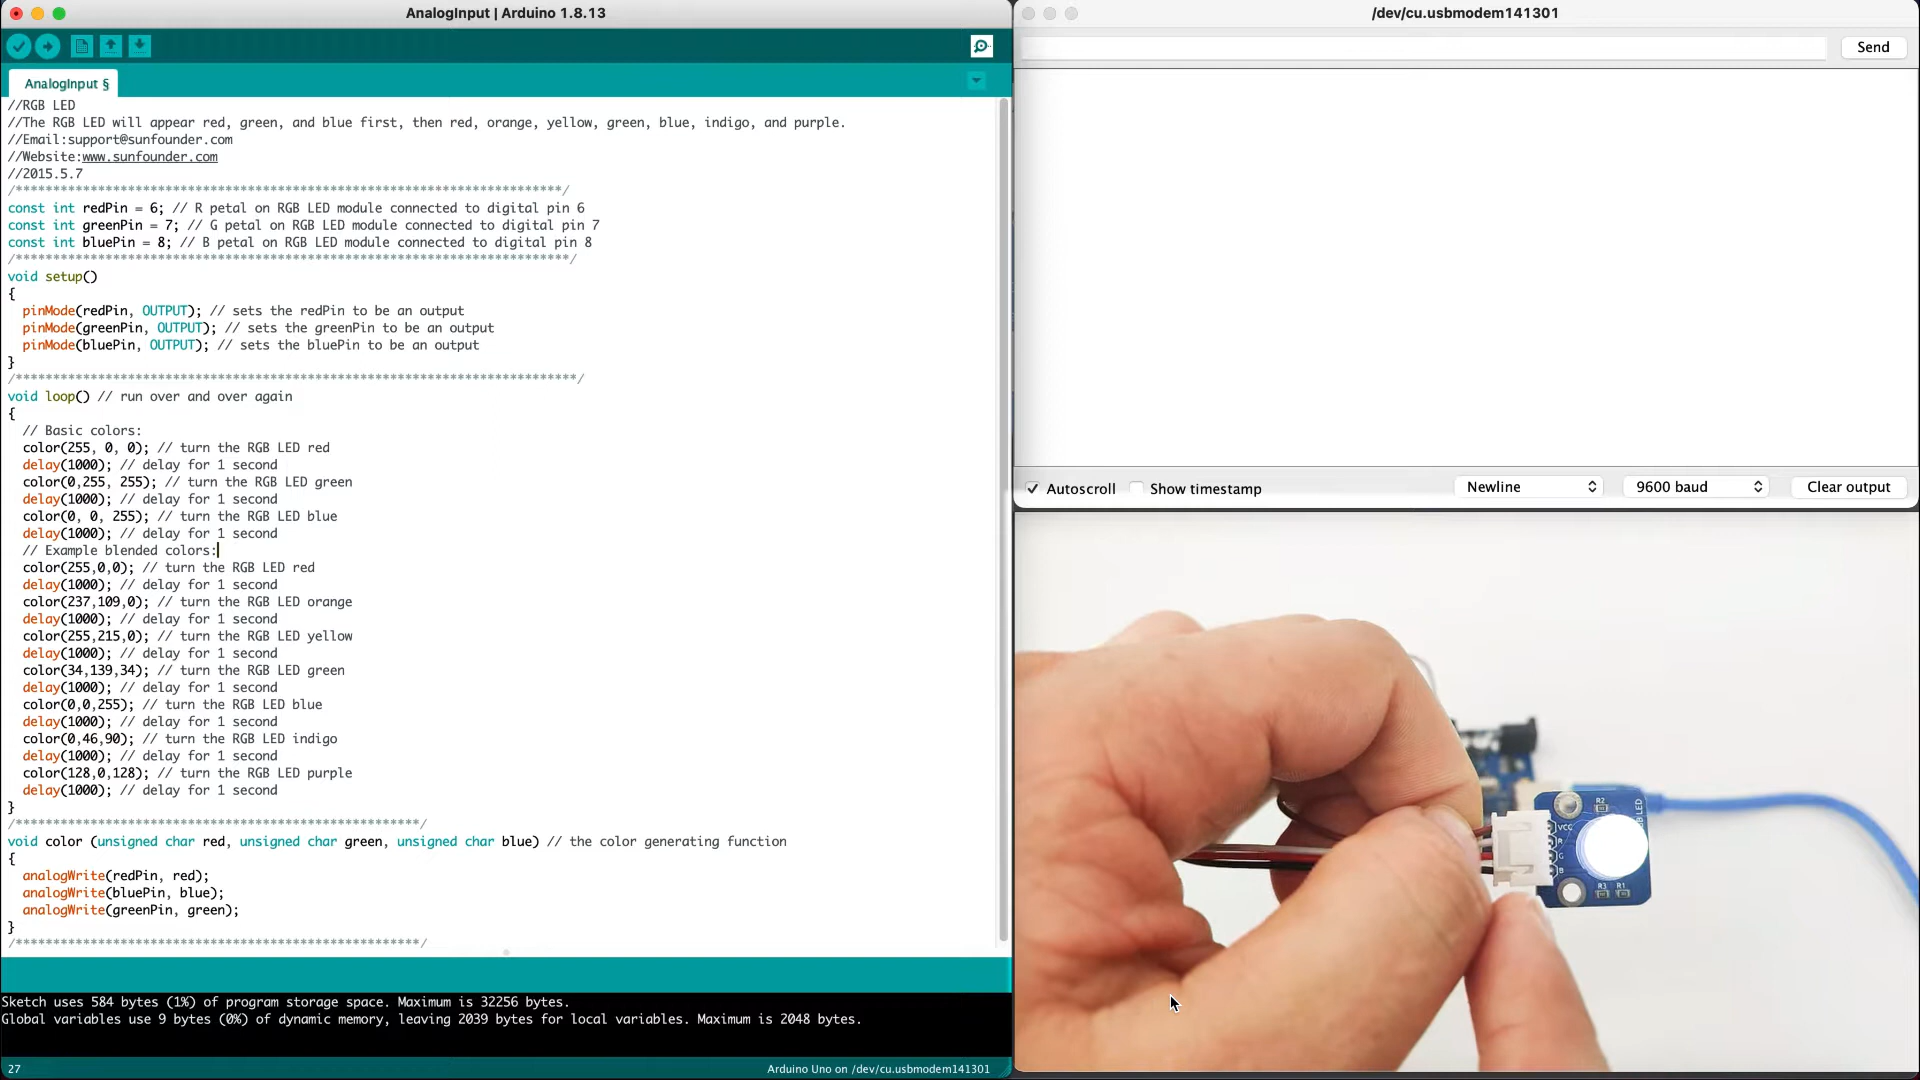 AnalogInput | Arduino 1.8.13
AnalogInput §
//RGB LED
//The RGB LED will appear red, green, and blue first, then red, orange, yellow, green, blue, indigo, and purple.
//Email:support@sunfounder.com
//Website:www.sunfounder.com
//2015.5.7
/*************************************************************************/
const int redPin = 6; // R petal on RGB LED module connected to digital pin 6
const int greenPin = 7; // G petal on RGB LED module connected to digital pin 7
const int bluePin = 8; // B petal on RGB LED module connected to digital pin 8
/**************************************************************************/
void setup()
{
pinMode(redPin, OUTPUT); // sets the redPin to be an output
pinMode(greenPin, OUTPUT); // sets the greenPin to be an output
pinMode(bluePin, OUTPUT); // sets the bluePin to be an output
}
/***************************************************************************/
void loop() // run over and over again
{
// Basic colors:
color(255, 0, 0); // turn the RGB LED red
delay(1000); // delay for 1 second
color(0,255, 255); // turn the RGB LED green
delay(1000); // delay for 1 second
color(0, 0, 255); // turn the RGB LED blue
delay(1000); // delay for 1 second
// Example blended colors:
color(255,0,0); // turn the RGB LED red
delay(1000); // delay for 1 second
color(237,109,0); // turn the RGB LED orange
delay(1000); // delay for 1 second
color(255,215,0); // turn the RGB LED yellow
delay(1000); // delay for 1 second
color(34,139,34); // turn the RGB LED green
delay(1000); // delay for 1 second
color(0,0,255); // turn the RGB LED blue
delay(1000); // delay for 1 second
color(0,46,90); // turn the RGB LED indigo
delay(1000); // delay for 1 second
color(128,0,128); // turn the RGB LED purple
delay(1000); // delay for 1 second
}
/******************************************************/
void color (unsigned char red, unsigned char green, unsigned char blue) // the color generating function
{
analogWrite(redPin, red);
analogWrite(bluePin, blue);
analogWrite(greenPin, green);
}
/******************************************************/
Sketch uses 584 bytes (1%) of program storage space. Maximum is 32256 bytes.
Global variables use 9 bytes (0%) of dynamic memory, leaving 2039 bytes for local variables. Maximum is 2048 bytes.
27
Arduino Uno on /dev/cu.usbmodem141301
/dev/cu.usbmodem141301
Send
Autoscroll
Show timestamp
Newline
9600 baud
Clear output
R2
VCC
R
G
B
R3 R1